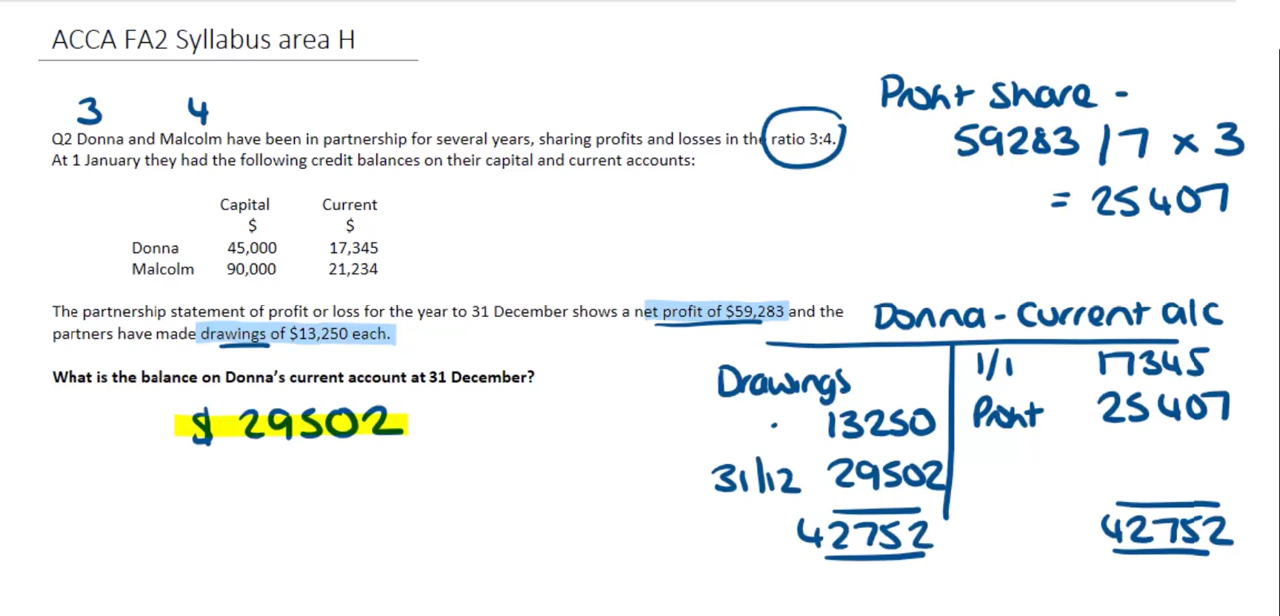 ACCA FA2 Syllabus area H
3 4
Q2 Donna and Malcolm have been in partnership for several years, sharing profits and losses in the ratio 3:4.
At 1 January they had the following credit balances on their capital and current accounts:
Capital Current
$ $
Donna 45,000 17,345
Malcolm 90,000 21,234
The partnership statement of profit or loss for the year to 31 December shows a net profit of $59,283 and the
partners have made drawings of $13,250 each.
What is the balance on Donna's current account at 31 December?
$ 29502
Profit share -
59283 / 7 x 3
= 25407
Donna - Current a/c
Drawings 1/1 17345
13250 Profit 25407
31/12 29502
42752 42752